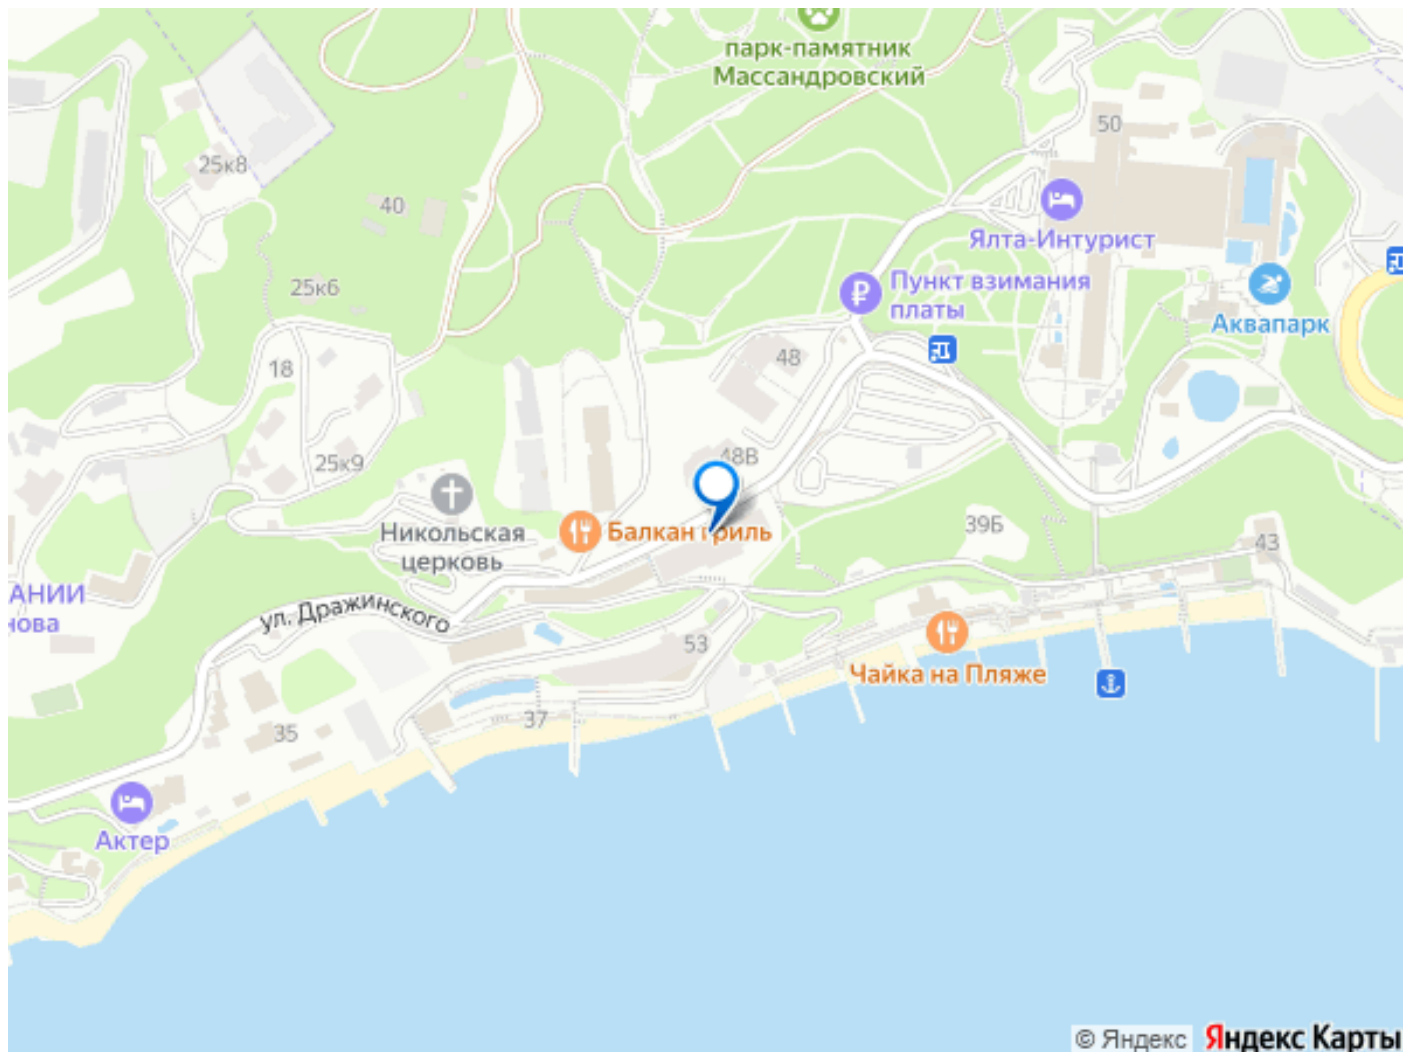 парк-памятник
Массандровский
50
25к8
40
Ялта-Интурист
25к6
Пункт взимания
платы
Аквапарк
18
48
25к9
48В
Никольская
церковь
Балкан гриль
39Б
43
АНИИ
нова
ул. Дражинского
53
Чайка на Пляже
37
35
Актер
© Яндекс Яндекс Карты